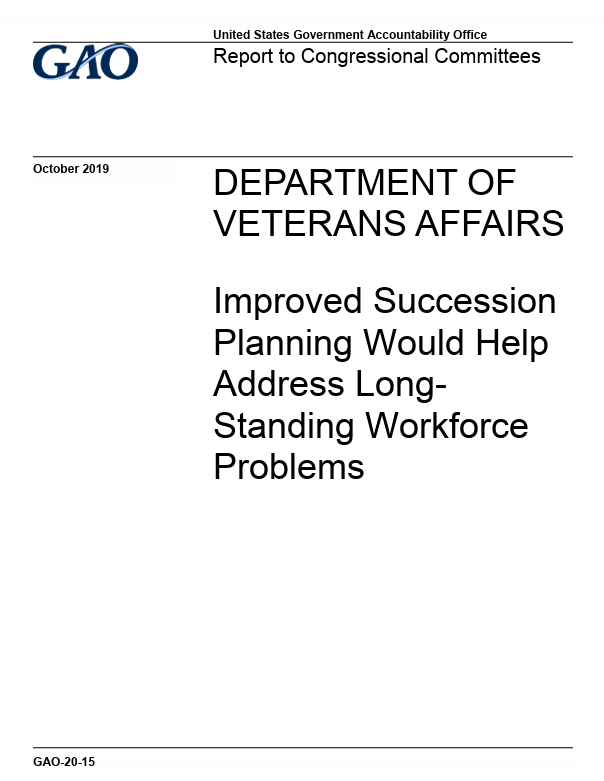 United States Government Accountability Office
GAO
Report to Congressional Committees
October 2019
DEPARTMENT OF
VETERANS AFFAIRS
Improved Succession
Planning Would Help
Address Long-
Standing Workforce
Problems
GAO-20-15